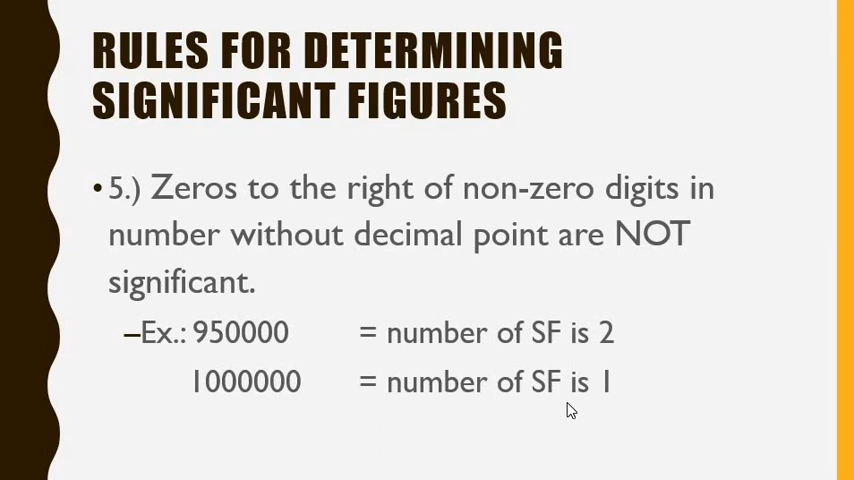 RULES FOR DETERMINING
SIGNIFICANT FIGURES
•5.) Zeros to the right of non-zero digits in
number without decimal point are NOT
significant.
–Ex.: 950000 = number of SF is 2
1000000 = number of SF is 1